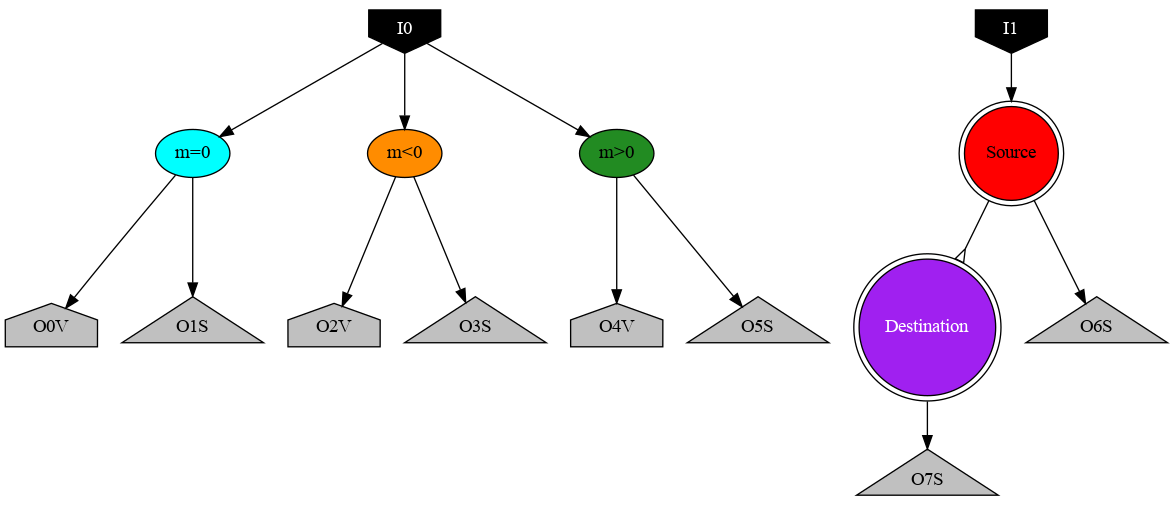 I0
I1
m=0
m<0
m>0
Source
O0V
O1S
O2V
O3S
O4V
O5S
Destination
O6S
O7S